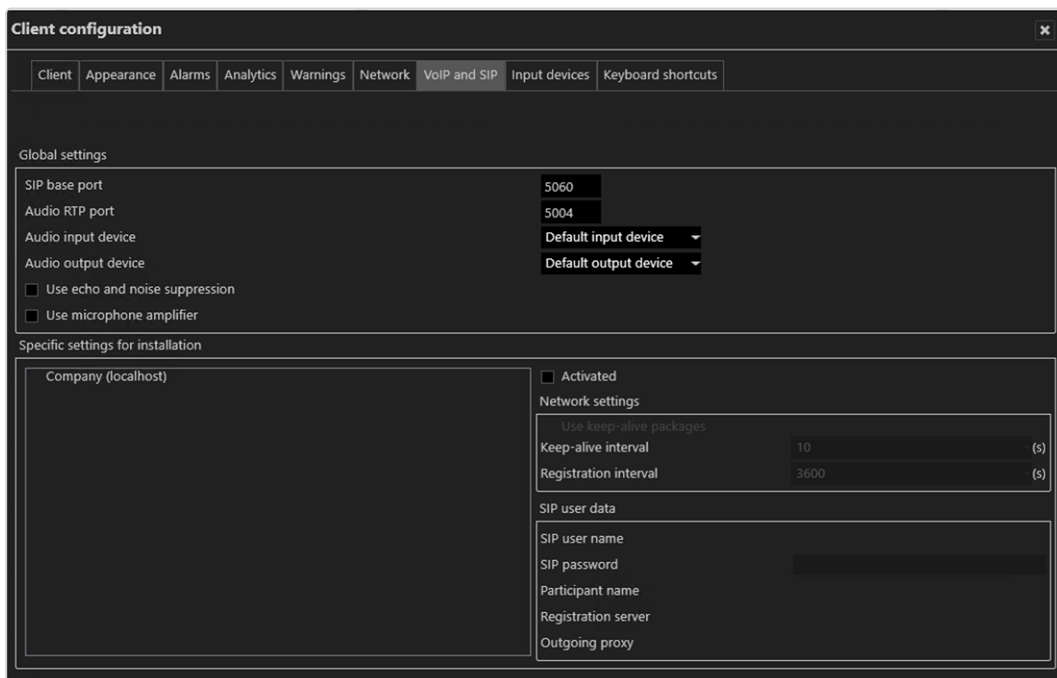 Client configuration
Client Appearance Alarms Analytics Warnings Network VoIP and SIP Input devices Keyboard shortcuts
Global settings
SIP base port 5060
Audio RTP port 5004
Audio input device Default input device
Audio output device Default output device
Use echo and noise suppression
Use microphone amplifier
Specific settings for installation
Company (localhost)
Activated
Network settings
Use keep-alive packages
Keep-alive interval 10 (s)
Registration interval 3600 (s)
SIP user data
SIP user name
SIP password
Participant name
Registration server
Outgoing proxy